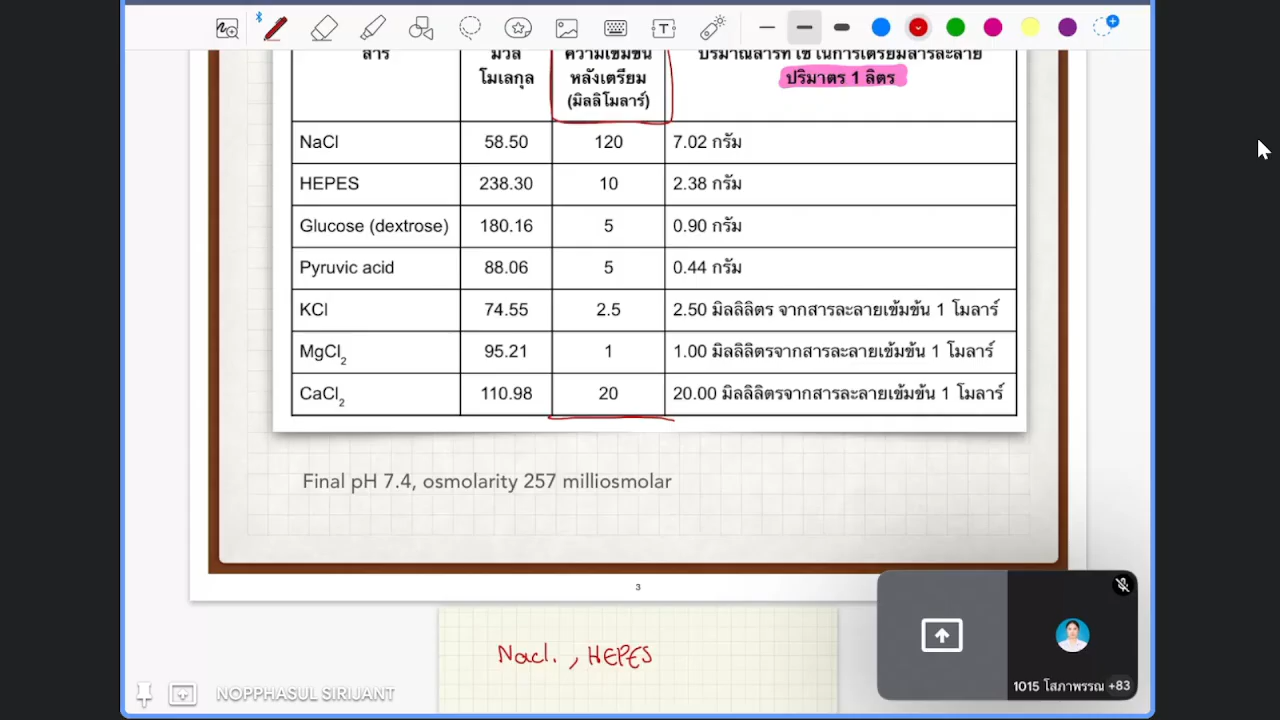 สาร มวล ความเข้มข้น ปริมาณสารที่ใช้ในการเตรียมสารละลาย
โมเลกุล หลังเตรียม ปริมาตร 1 ลิตร
(มิลลิโมลาร์)
NaCl 58.50 120 7.02 กรัม
HEPES 238.30 10 2.38 กรัม
Glucose (dextrose) 180.16 5 0.90 กรัม
Pyruvic acid 88.06 5 0.44 กรัม
KCl 74.55 2.5 2.50 มิลลิลิตร จากสารละลายเข้มข้น 1 โมลาร์
MgCl2 95.21 1 1.00 มิลลิลิตรจากสารละลายเข้มข้น 1 โมลาร์
CaCl2 110.98 20 20.00 มิลลิลิตรจากสารละลายเข้มข้น 1 โมลาร์
Final pH 7.4, osmolarity 257 milliosmolar
3
Nacl. , HEPES
NOPPHASUL SIRIJANT
1015 โสภาพรรณ +83